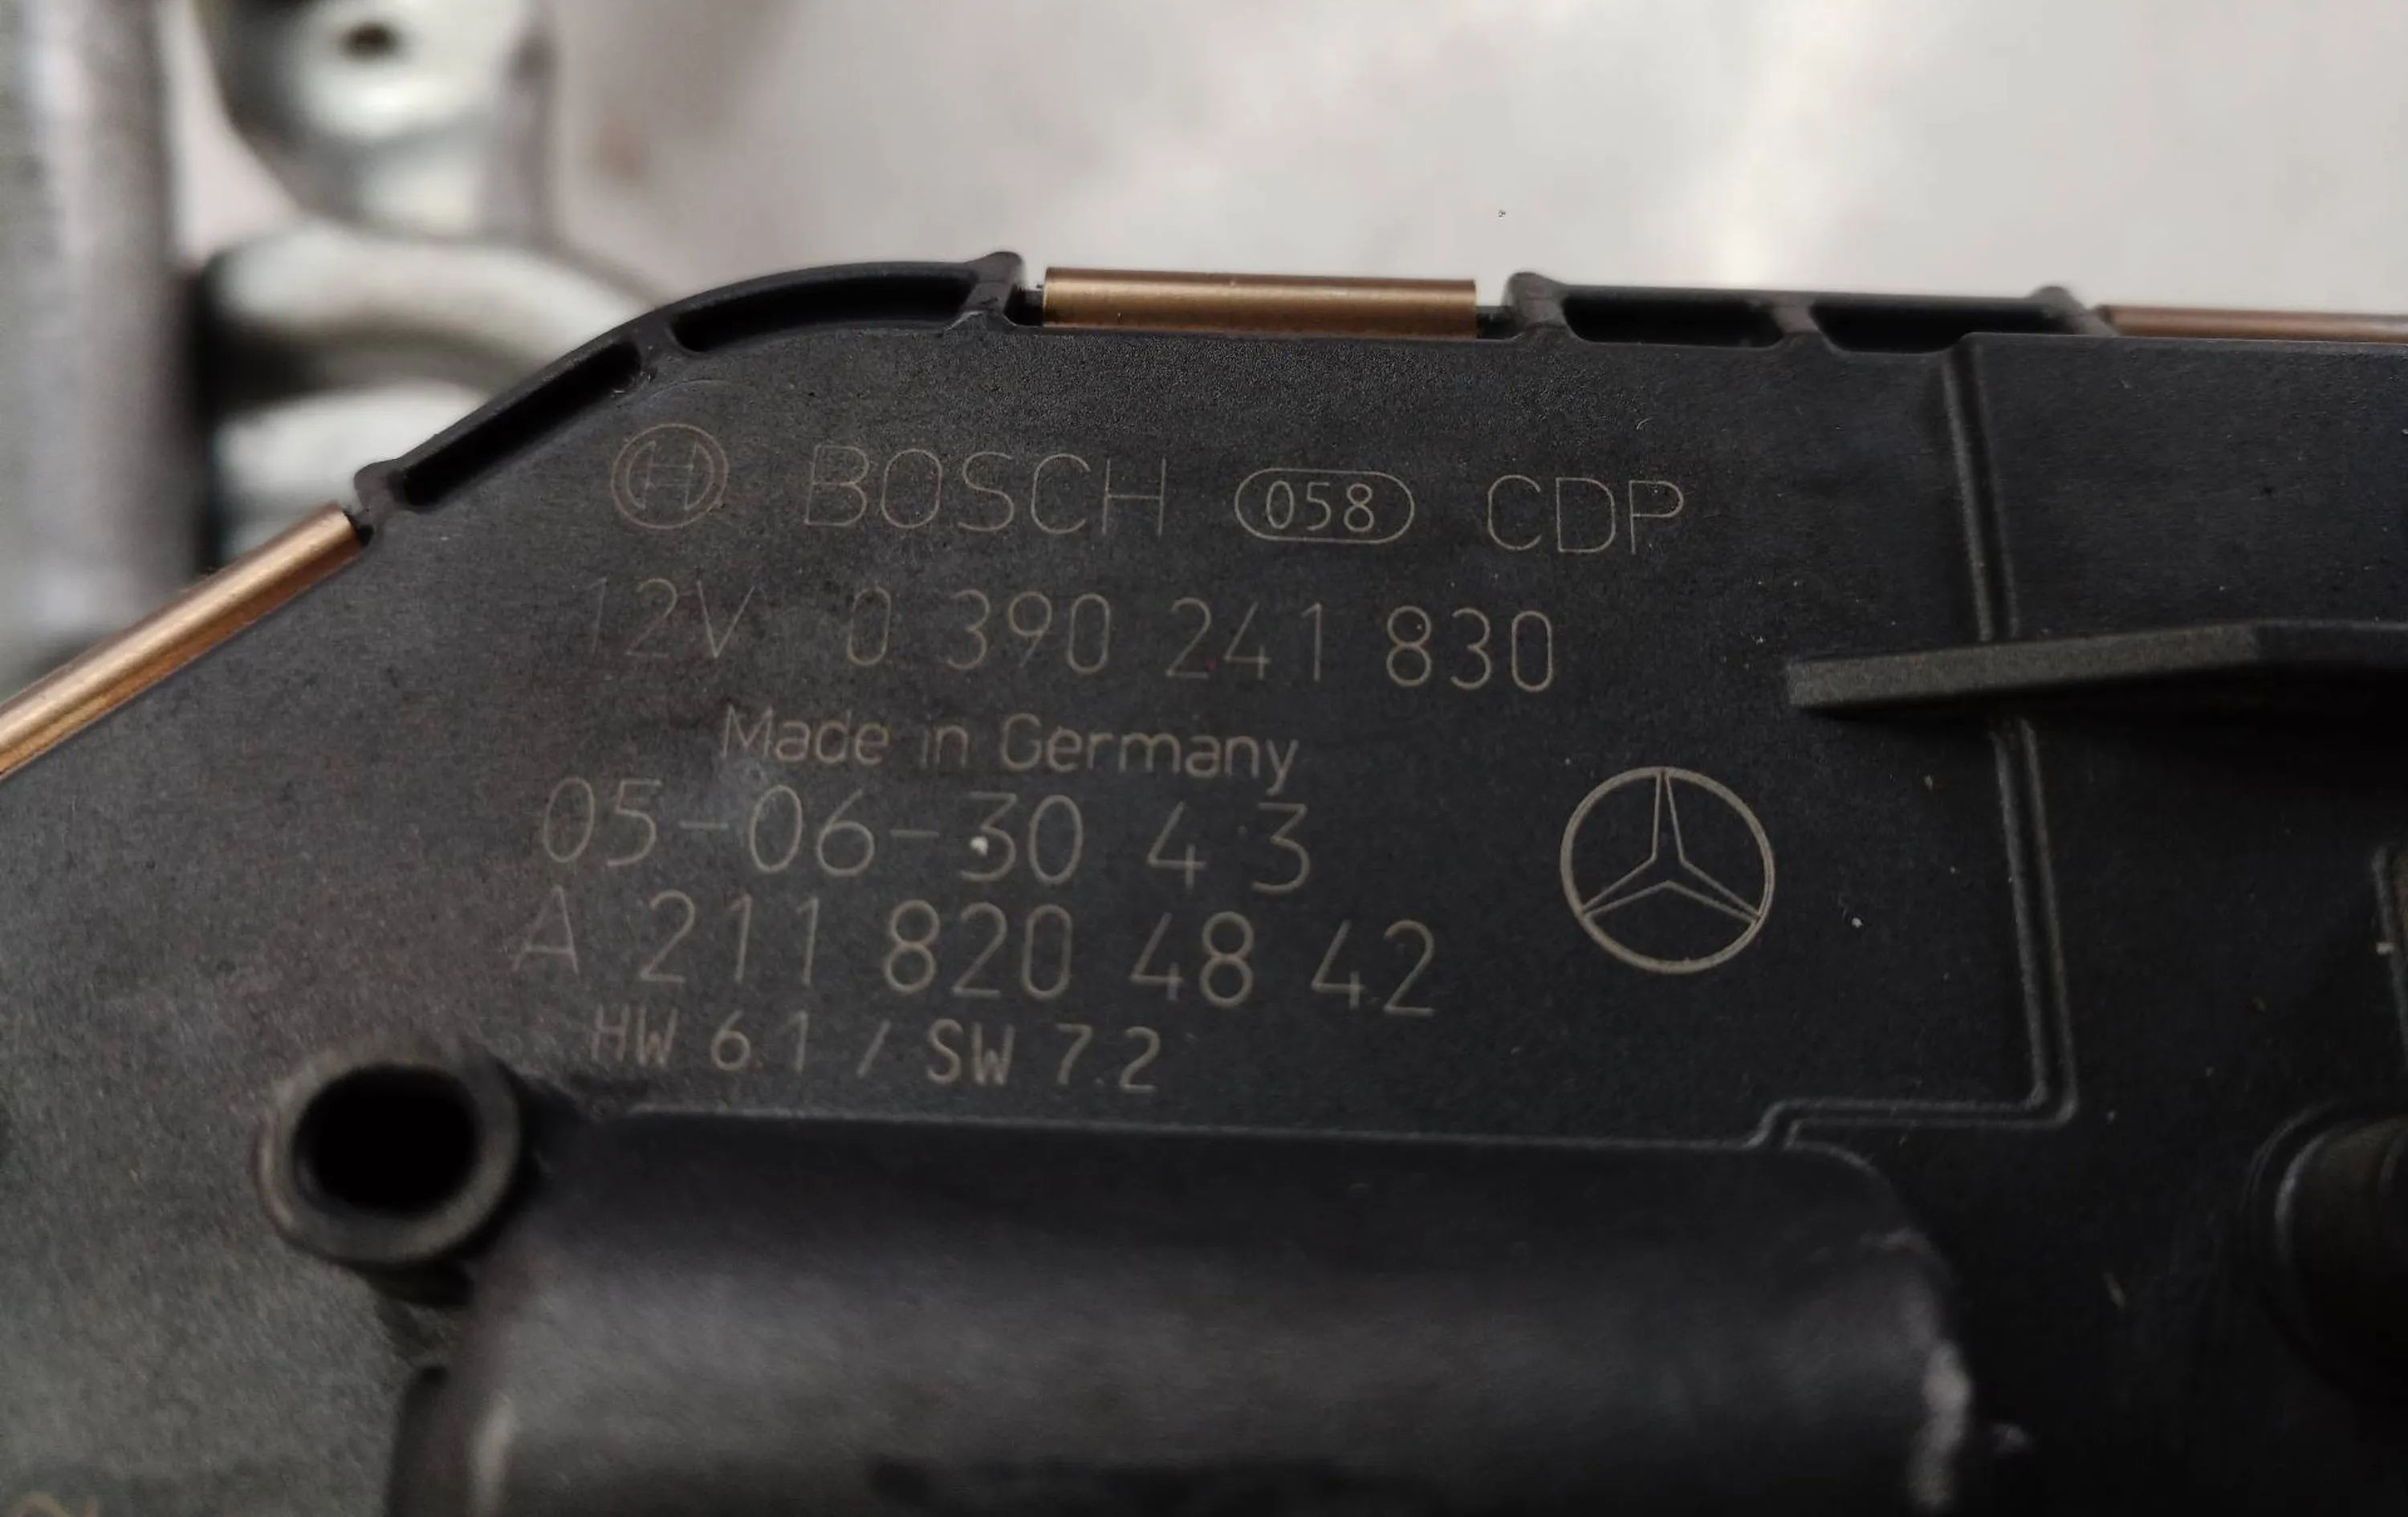 BOSCH 058 CDP
12V 0 390 241 830
Made in Germany
05-06-30 4 3
A 211 820 48 42
HW 6.1 / SW 7.2